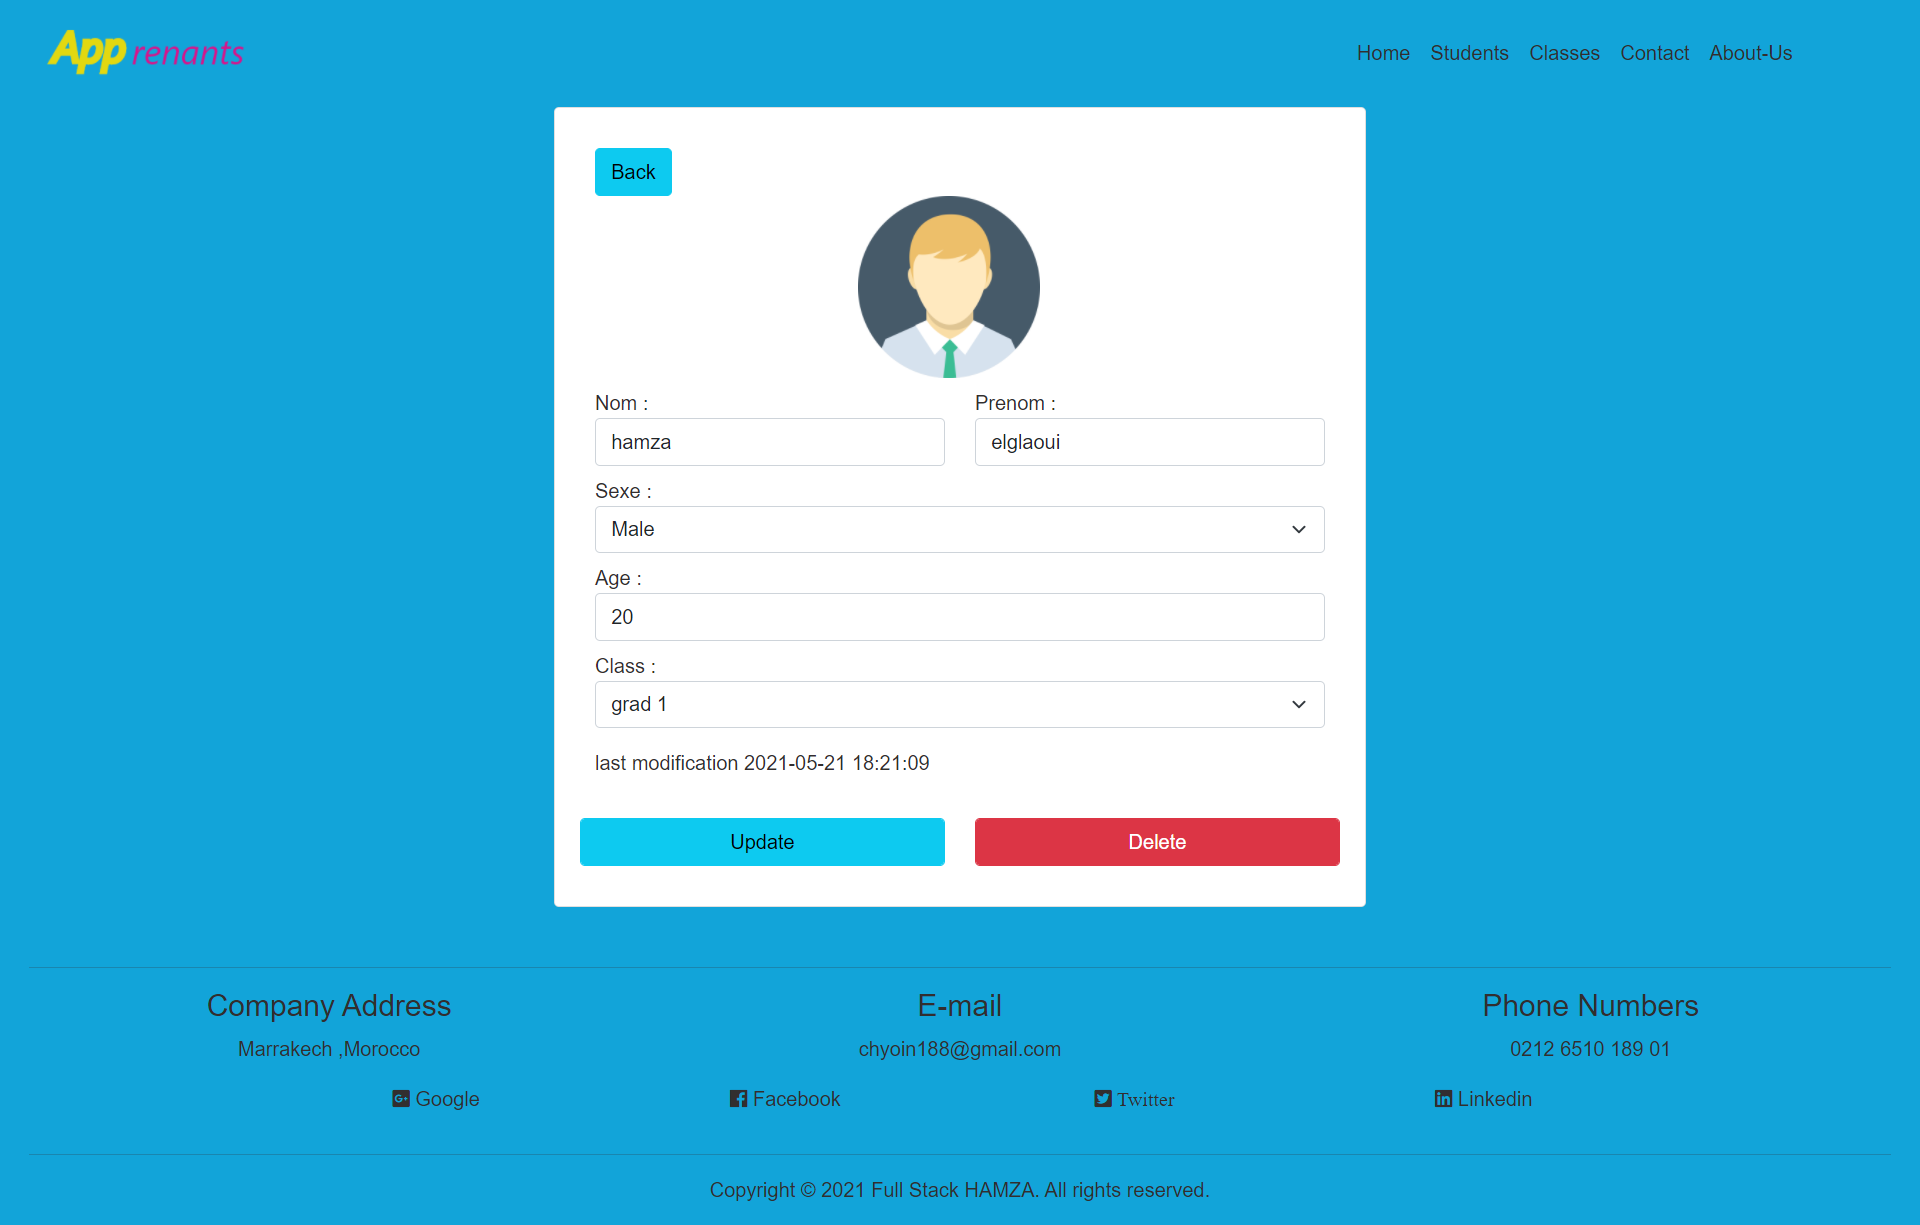 App renants
Home Students Classes Contact About-Us
Back
Nom : Prenom :
hamza elglaoui
Sexe :
Male
Age :
20
Class :
grad 1
last modification 2021-05-21 18:21:09
Update Delete
Company Address E-mail Phone Numbers
Marrakech ,Morocco chyoin188@gmail.com 0212 6510 189 01
Google Facebook Twitter Linkedin
Copyright © 2021 Full Stack HAMZA. All rights reserved.